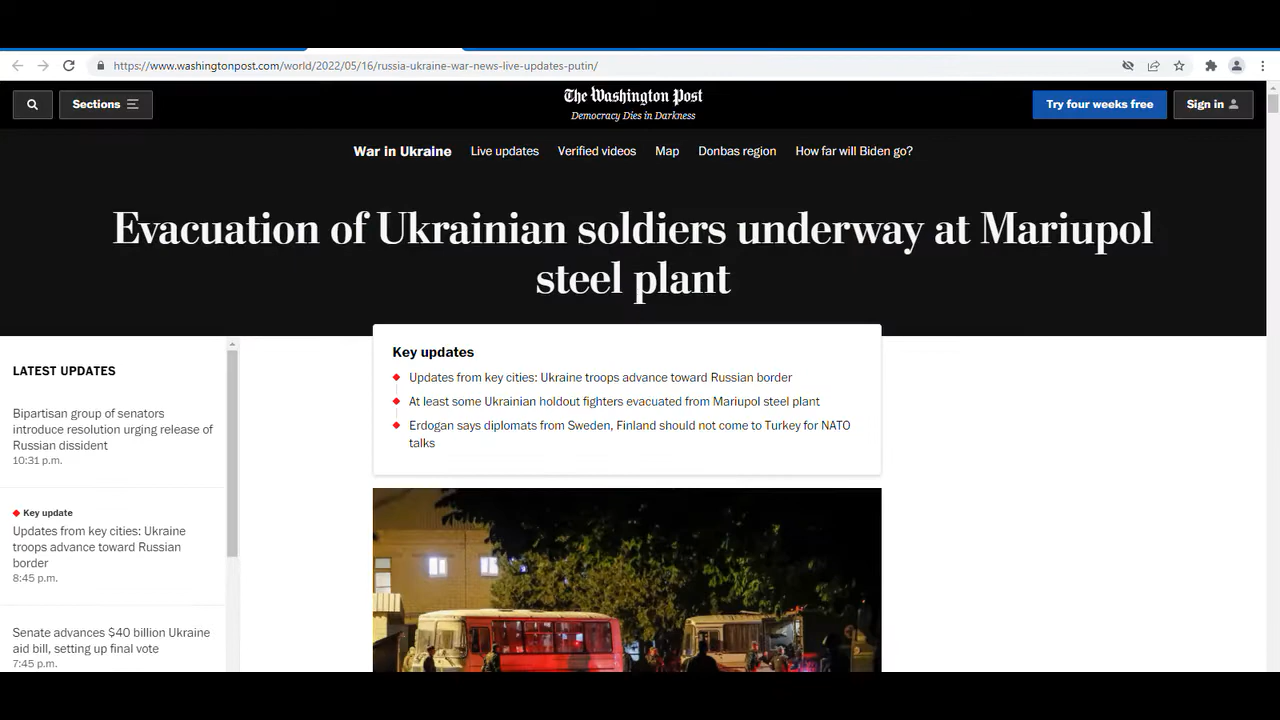 https://www.washingtonpost.com/world/2022/05/16/russia-ukraine-war-news-live-updates-putin/
Sections
The Washington Post
Democracy Dies in Darkness
Try four weeks free
Sign in
War in Ukraine
Live updates
Verified videos
Map
Donbas region
How far will Biden go?
Evacuation of Ukrainian soldiers underway at Mariupol
steel plant
Key updates
Updates from key cities: Ukraine troops advance toward Russian border
At least some Ukrainian holdout fighters evacuated from Mariupol steel plant
Erdogan says diplomats from Sweden, Finland should not come to Turkey for NATO
talks
LATEST UPDATES
Bipartisan group of senators
introduce resolution urging release of
Russian dissident
10:31 p.m.
Key update
Updates from key cities: Ukraine
troops advance toward Russian
border
8:45 p.m.
Senate advances $40 billion Ukraine
aid bill, setting up final vote
7:45 p.m.